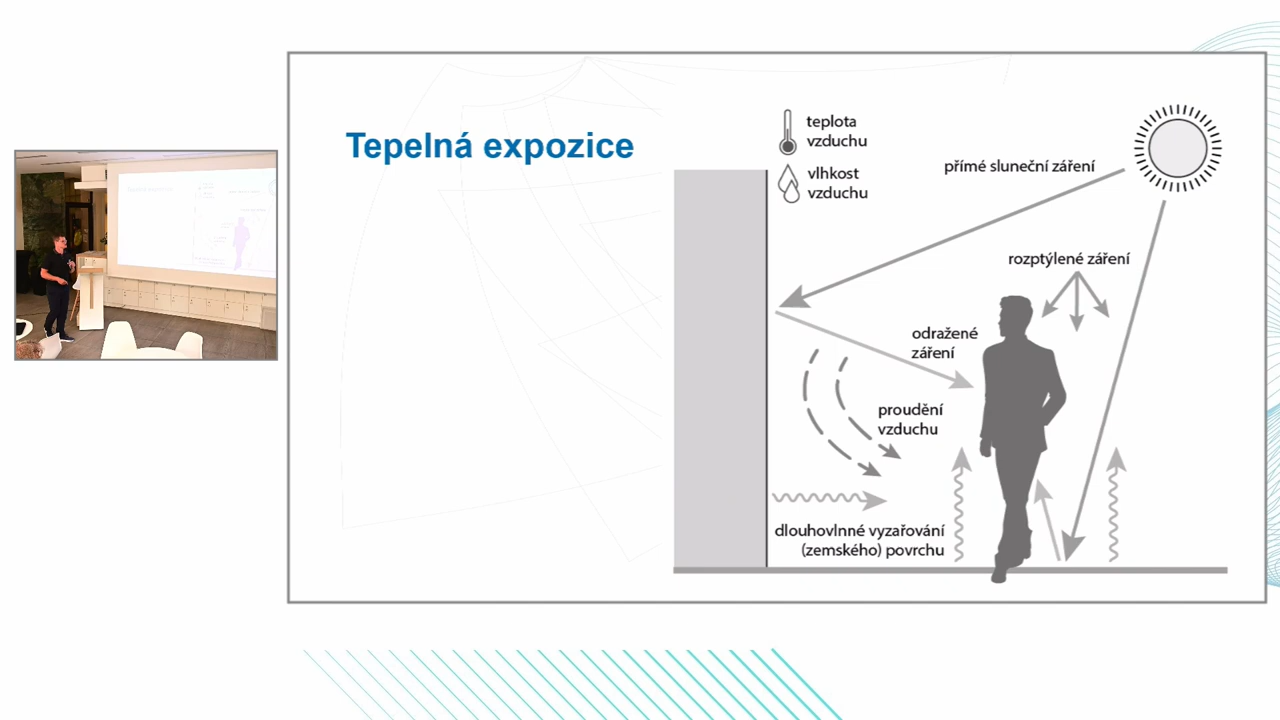 Tepelná expozice
teplota
vzduchu
vlhkost
vzduchu
přímé sluneční záření
rozptýlené záření
odražené
záření
proudění
vzduchu
dlouhovlnné vyzařování
(zemského) povrchu